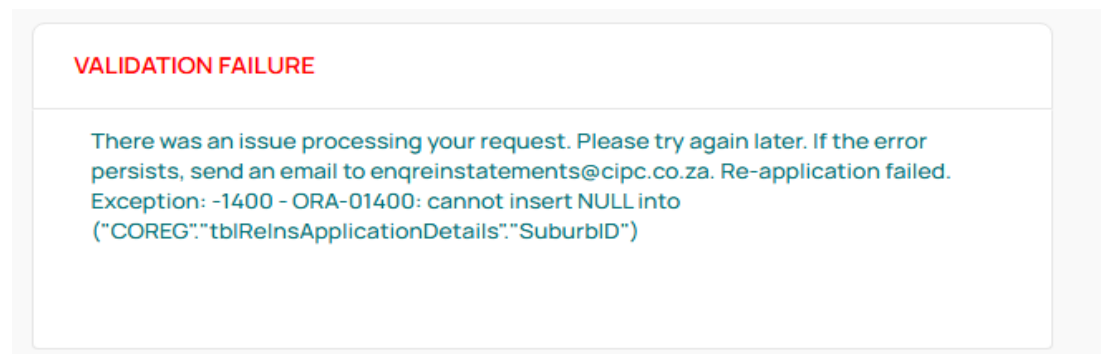 VALIDATION FAILURE
There was an issue processing your request. Please try again later. If the error
persists, send an email to enqreinstatements@cipc.co.za. Re-application failed.
Exception: -1400 - ORA-01400: cannot insert NULL into
("COREG"."tblReInsApplicationDetails"."SuburbID")